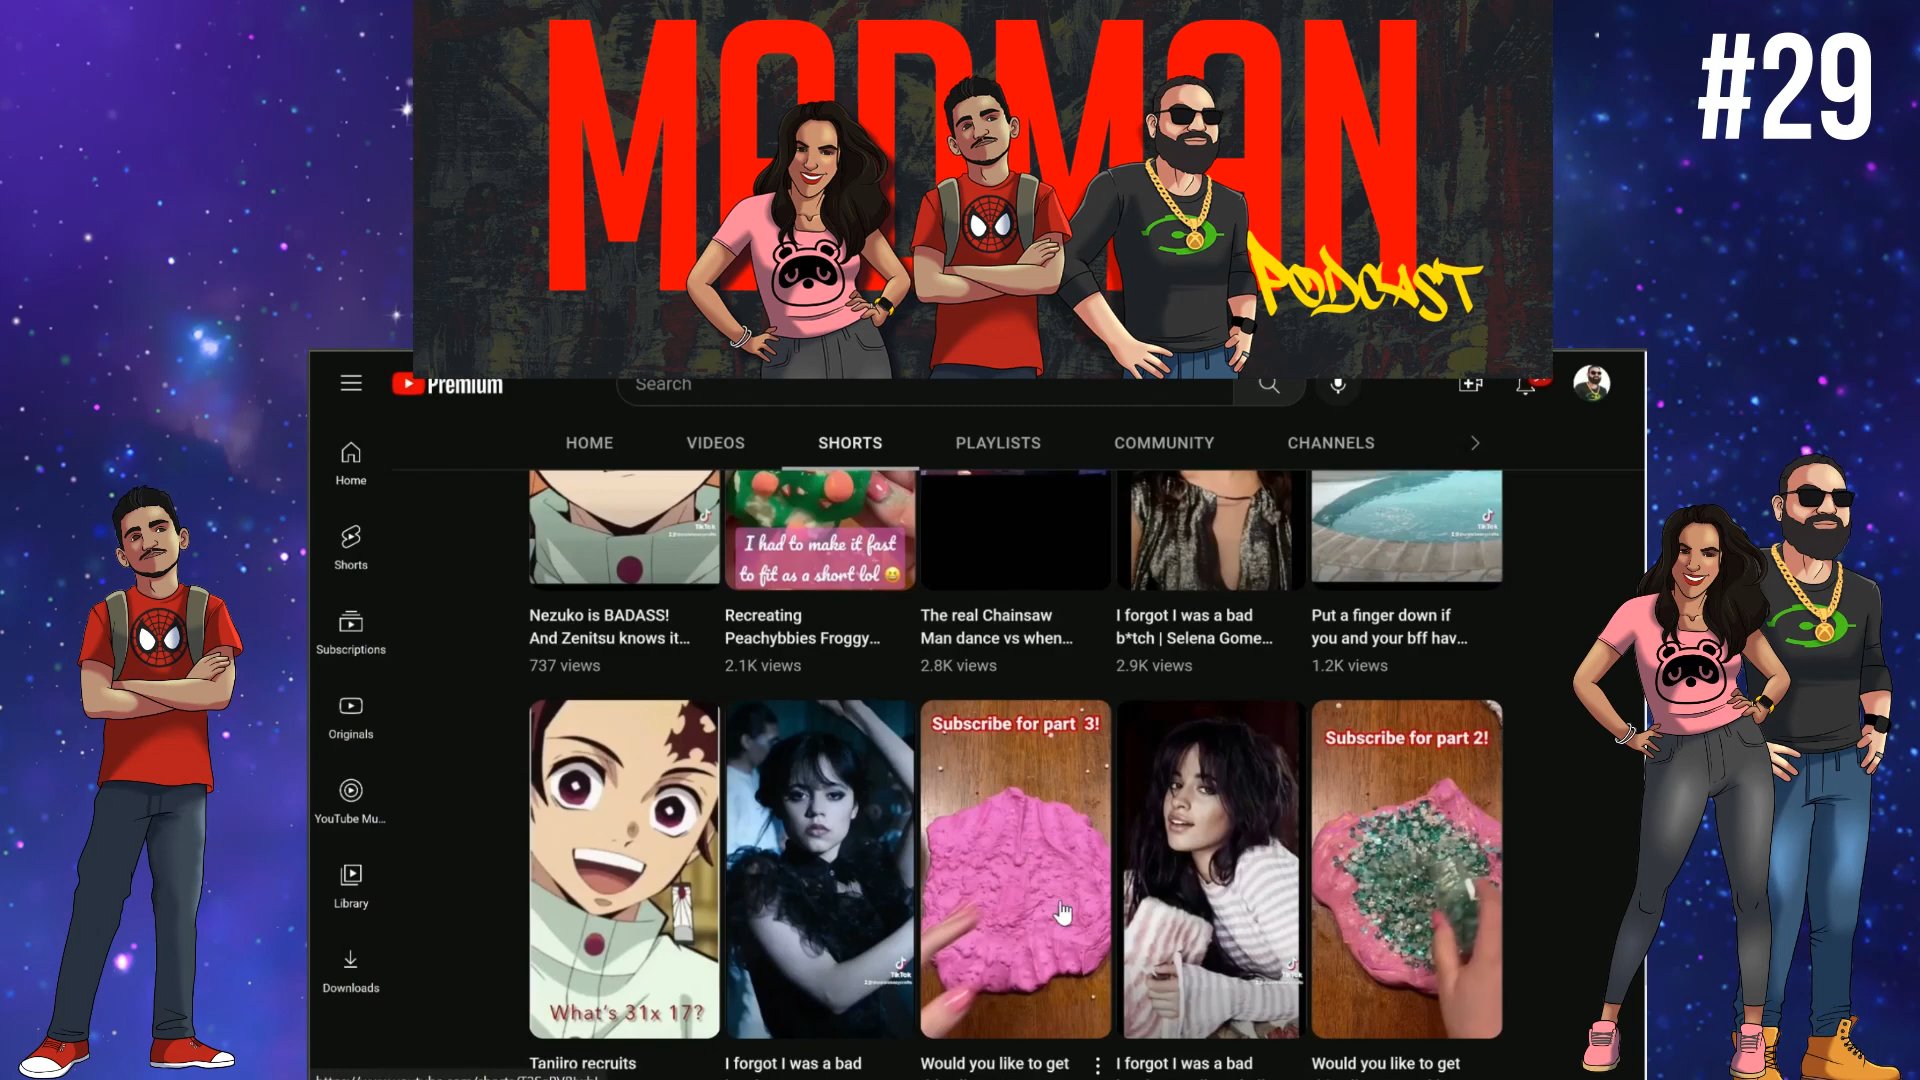 MADMAN
PODCAST
#29
Premium
Search
HOME
VIDEOS
SHORTS
PLAYLISTS
COMMUNITY
CHANNELS
Home
Shorts
Subscriptions
Originals
YouTube Mu...
Library
Downloads
TikTok
I had to make it fast
to fit as a short lol
TikTok
Nezuko is BADASS!
And Zenitsu knows it...
737 views
Recreating
Peachybbies Froggy...
2.1K views
The real Chainsaw
Man dance vs when...
2.8K views
I forgot I was a bad
b*tch | Selena Gome...
2.9K views
Put a finger down if
you and your bff hav...
1.2K views
What's 31x 17?
TikTok
Subscribe for part 3!
TikTok
Subscribe for part 2!
Tanjiro recruits
I forgot I was a bad
Would you like to get
I forgot I was a bad
Would you like to get